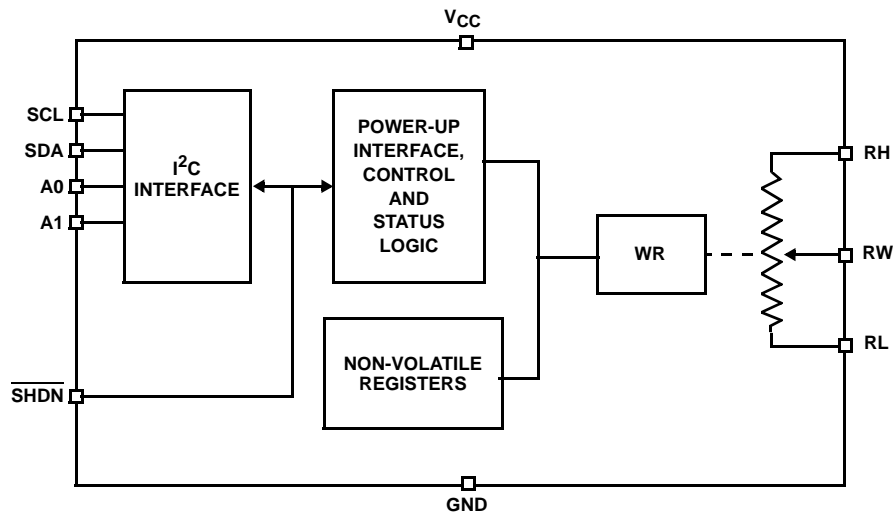 VCC
SCL
SDA
A0
A1
I²C
INTERFACE
POWER-UP
INTERFACE,
CONTROL
AND
STATUS
LOGIC
RH
WR
RW
RL
NON-VOLATILE
REGISTERS
SHDN
GND